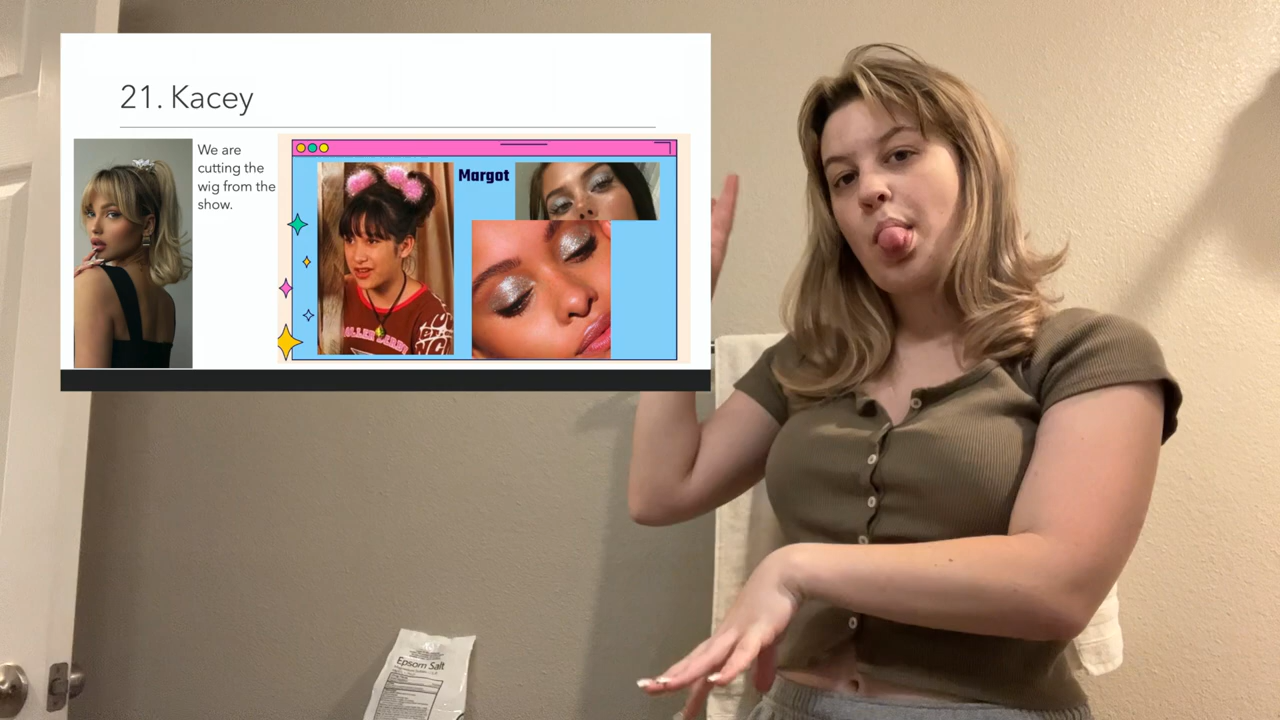 21. Kacey
We are
cutting the
wig from the
show.
Margot
Epsom Salt